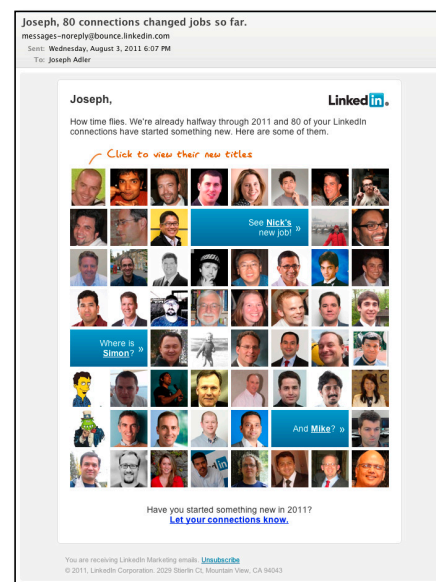 Joseph, 80 connections changed jobs so far.
messages-noreply@bounce.linkedin.com
Sent: Wednesday, August 3, 2011 6:07 PM
To: Joseph Adler
Joseph,
Linked in®
How time flies. We're already halfway through 2011 and 80 of your LinkedIn
connections have started something new. Here are some of them.
Click to view their new titles
See Nick's
new job! »
Where is
Simon? »
And Mike? »
Have you started something new in 2011?
Let your connections know.
You are receiving LinkedIn Marketing emails. Unsubscribe
© 2011, LinkedIn Corporation. 2029 Stierlin Ct, Mountain View, CA 94043